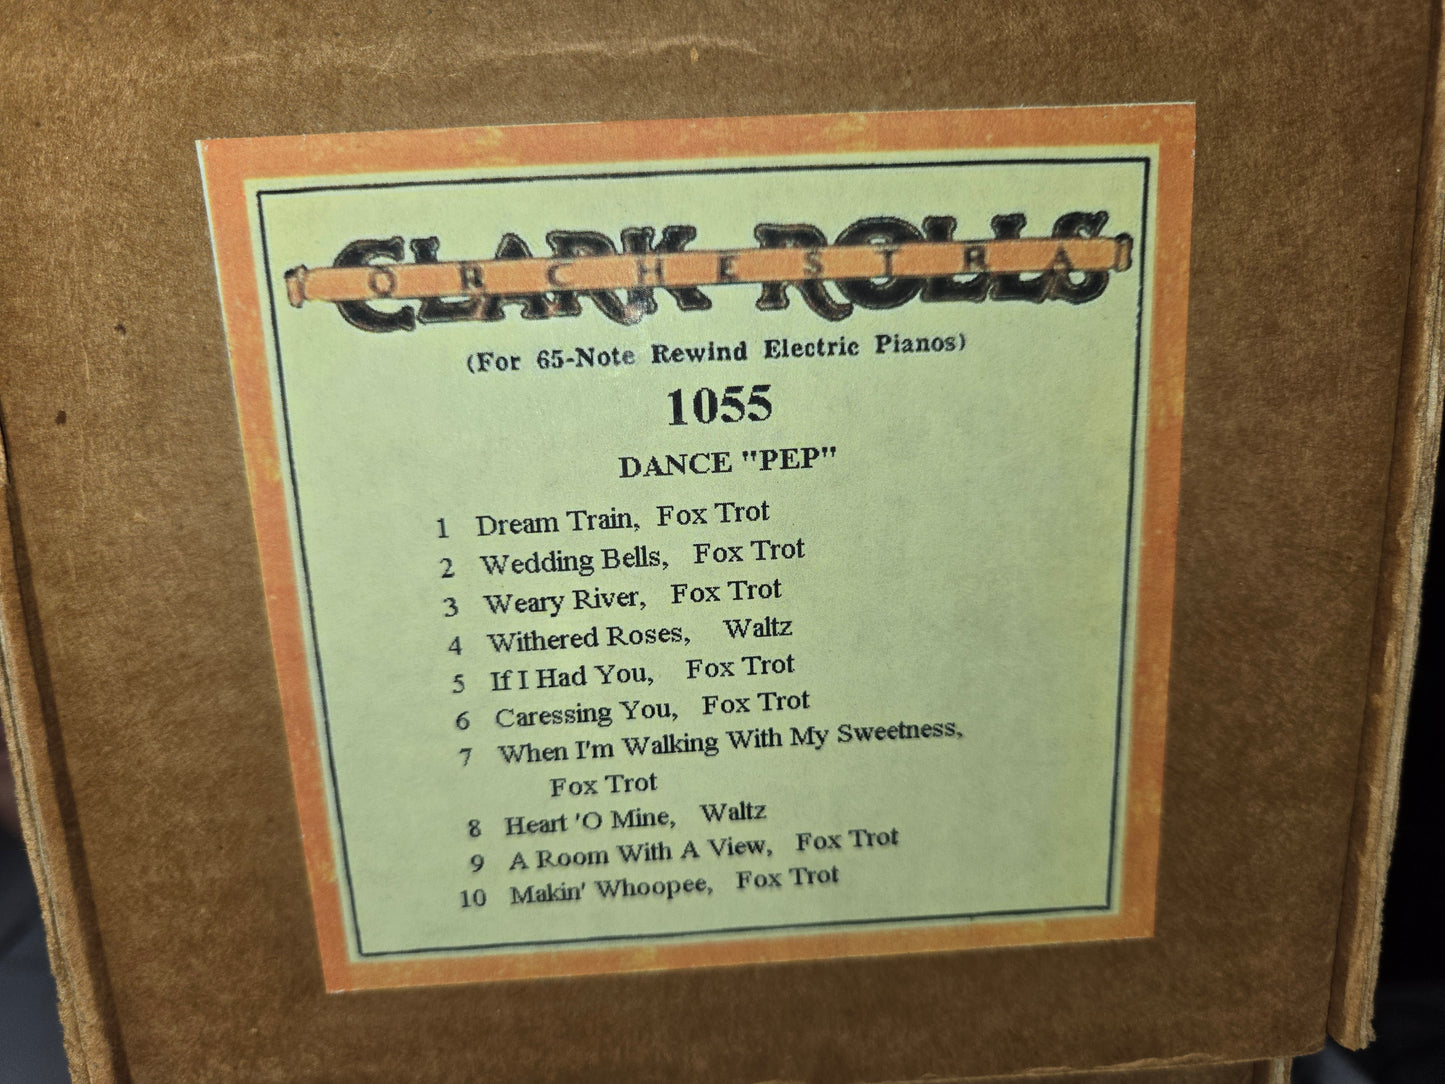 CLARK ROLLS
ORCHESTRA
(For 65-Note Rewind Electric Pianos)
1055
DANCE "PEP"
1 Dream Train, Fox Trot
2 Wedding Bells, Fox Trot
3 Weary River, Fox Trot
4 Withered Roses, Waltz
5 If I Had You, Fox Trot
6 Caressing You, Fox Trot
7 When I'm Walking With My Sweetness,
Fox Trot
8 Heart 'O Mine, Waltz
9 A Room With A View, Fox Trot
10 Makin' Whoopee, Fox Trot